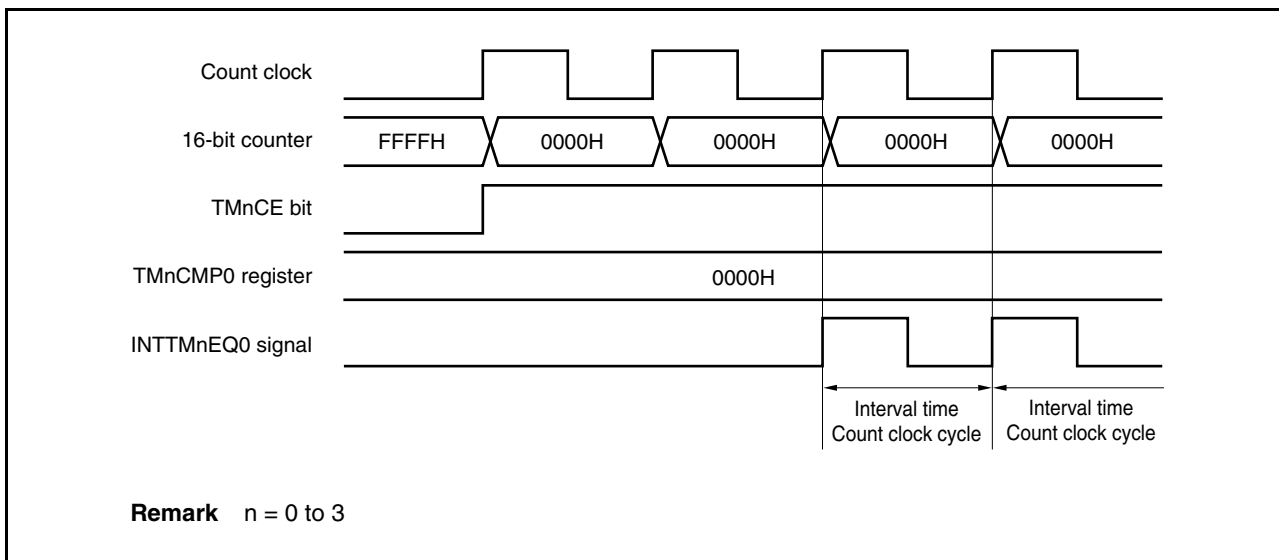 Count clock
16-bit counter FFFFH 0000H 0000H 0000H 0000H
TMnCE bit
TMnCMP0 register 0000H
INTTMnEQ0 signal
Interval time Interval time
Count clock cycle Count clock cycle
Remark n = 0 to 3